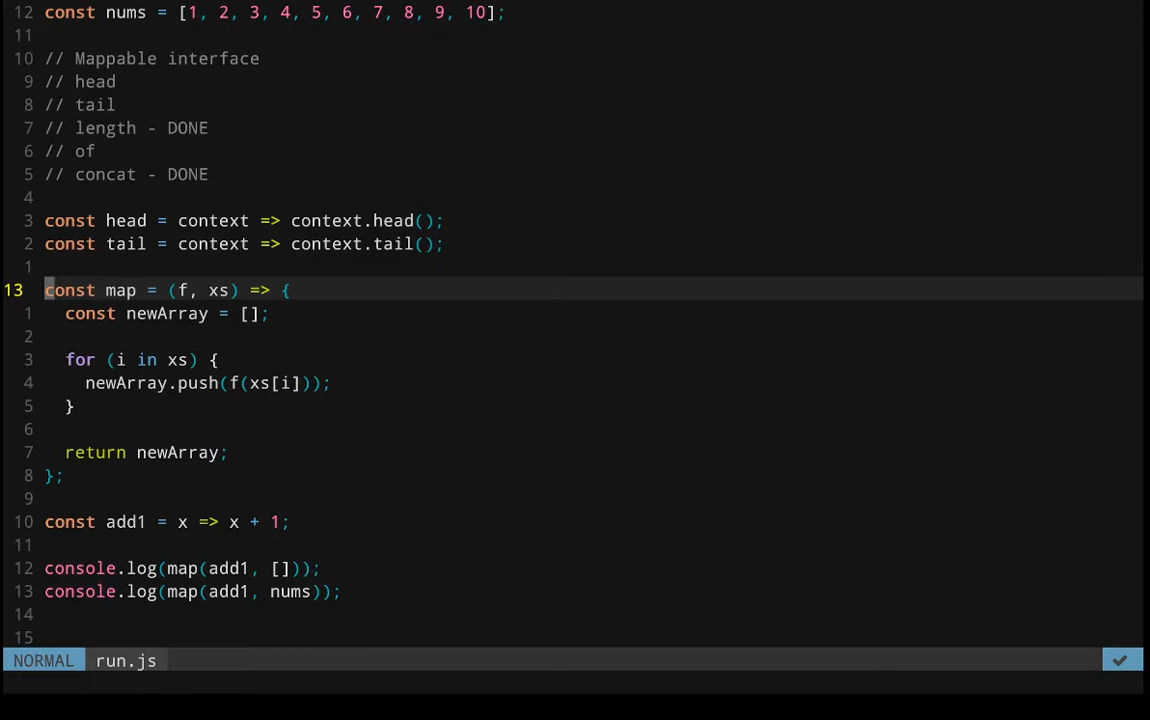 12 const nums = [1, 2, 3, 4, 5, 6, 7, 8, 9, 10];
11
10 // Mappable interface
9 // head
8 // tail
7 // length - DONE
6 // of
5 // concat - DONE
4
3 const head = context => context.head();
2 const tail = context => context.tail();
1
13 const map = (f, xs) => {
1   const newArray = [];
2
3   for (i in xs) {
4     newArray.push(f(xs[i]));
5   }
6
7   return newArray;
8 };
9
10 const add1 = x => x + 1;
11
12 console.log(map(add1, []));
13 console.log(map(add1, nums));
14
15
NORMAL run.js ✔